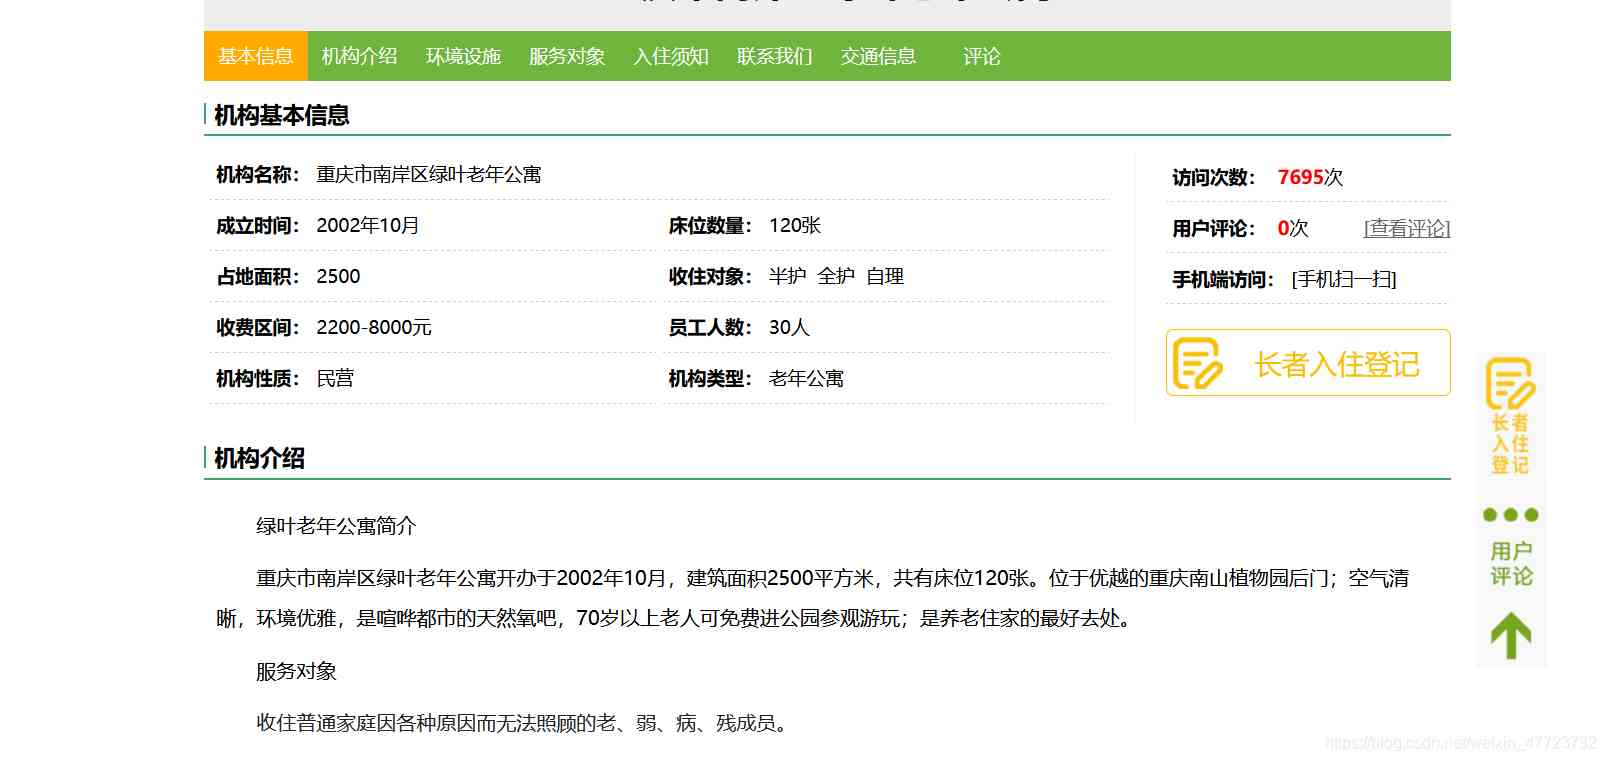 基本信息 机构介绍 环境设施 服务对象 入住须知 联系我们 交通信息 评论
机构基本信息
机构名称： 重庆市南岸区绿叶老年公寓
成立时间： 2002年10月 床位数量： 120张
占地面积： 2500 收住对象： 半护 全护 自理
收费区间： 2200-8000元 员工人数： 30人
机构性质： 民营 机构类型： 老年公寓
访问次数： 7695次
用户评论： 0次 [查看评论]
手机端访问： [手机扫一扫]
长者入住登记
机构介绍
绿叶老年公寓简介
重庆市南岸区绿叶老年公寓开办于2002年10月，建筑面积2500平方米，共有床位120张。位于优越的重庆南山植物园后门；空气清
晰，环境优雅，是喧哗都市的天然氧吧，70岁以上老人可免费进公园参观游玩；是养老住家的最好去处。
服务对象
收住普通家庭因各种原因而无法照顾的老、弱、病、残成员。
长者
入住
登记
用户
评论
https://blog.csdn.net/weixin_47723732